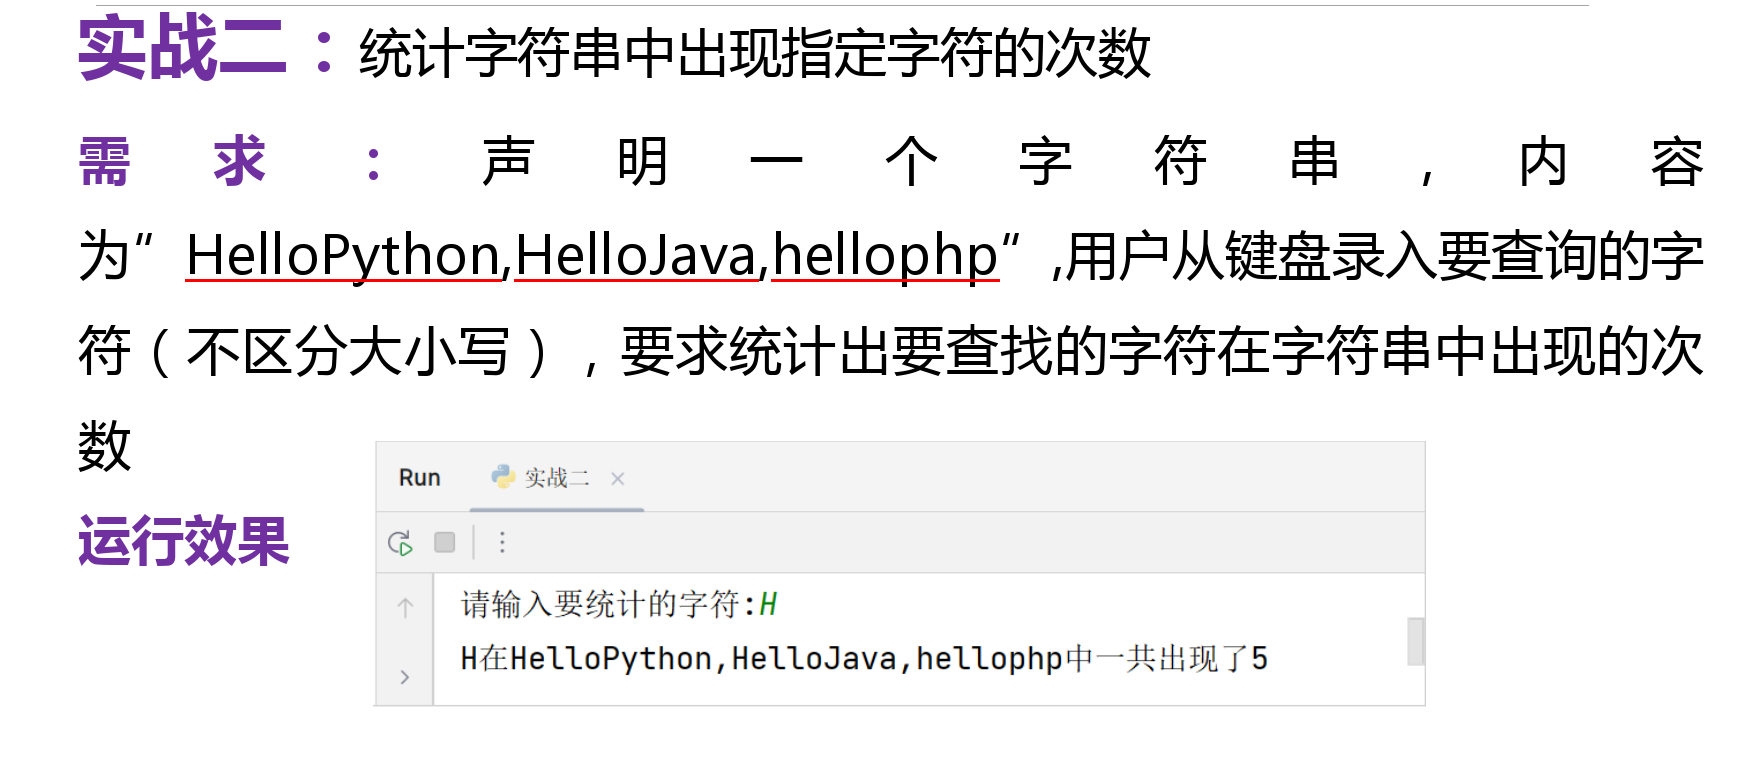 实战二：统计字符串中出现指定字符的次数
需求：声明一个字符串，内容
为”HelloPython,HelloJava,hellophp“,用户从键盘录入要查询的字
符（不区分大小写），要求统计出要查找的字符在字符串中出现的次
数
运行效果
Run 实战二
请输入要统计的字符:H
H在HelloPython,HelloJava,hellophp中一共出现了5